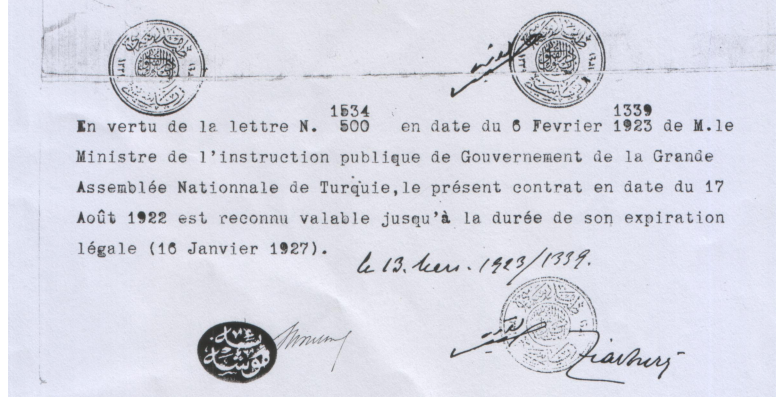 1534 1339
En vertu de la lettre N. 500 en date du 6 Fevrier 1923 de M.le
Ministre de l'instruction publique de Gouvernement de la Grande
Assemblée Nationnale de Turquie,le présent contrat en date du 17
Août 1922 est reconnu valable jusqu'à la durée de son expiration
légale (16 Janvier 1927).
le 13. Mars. 1923/1339.